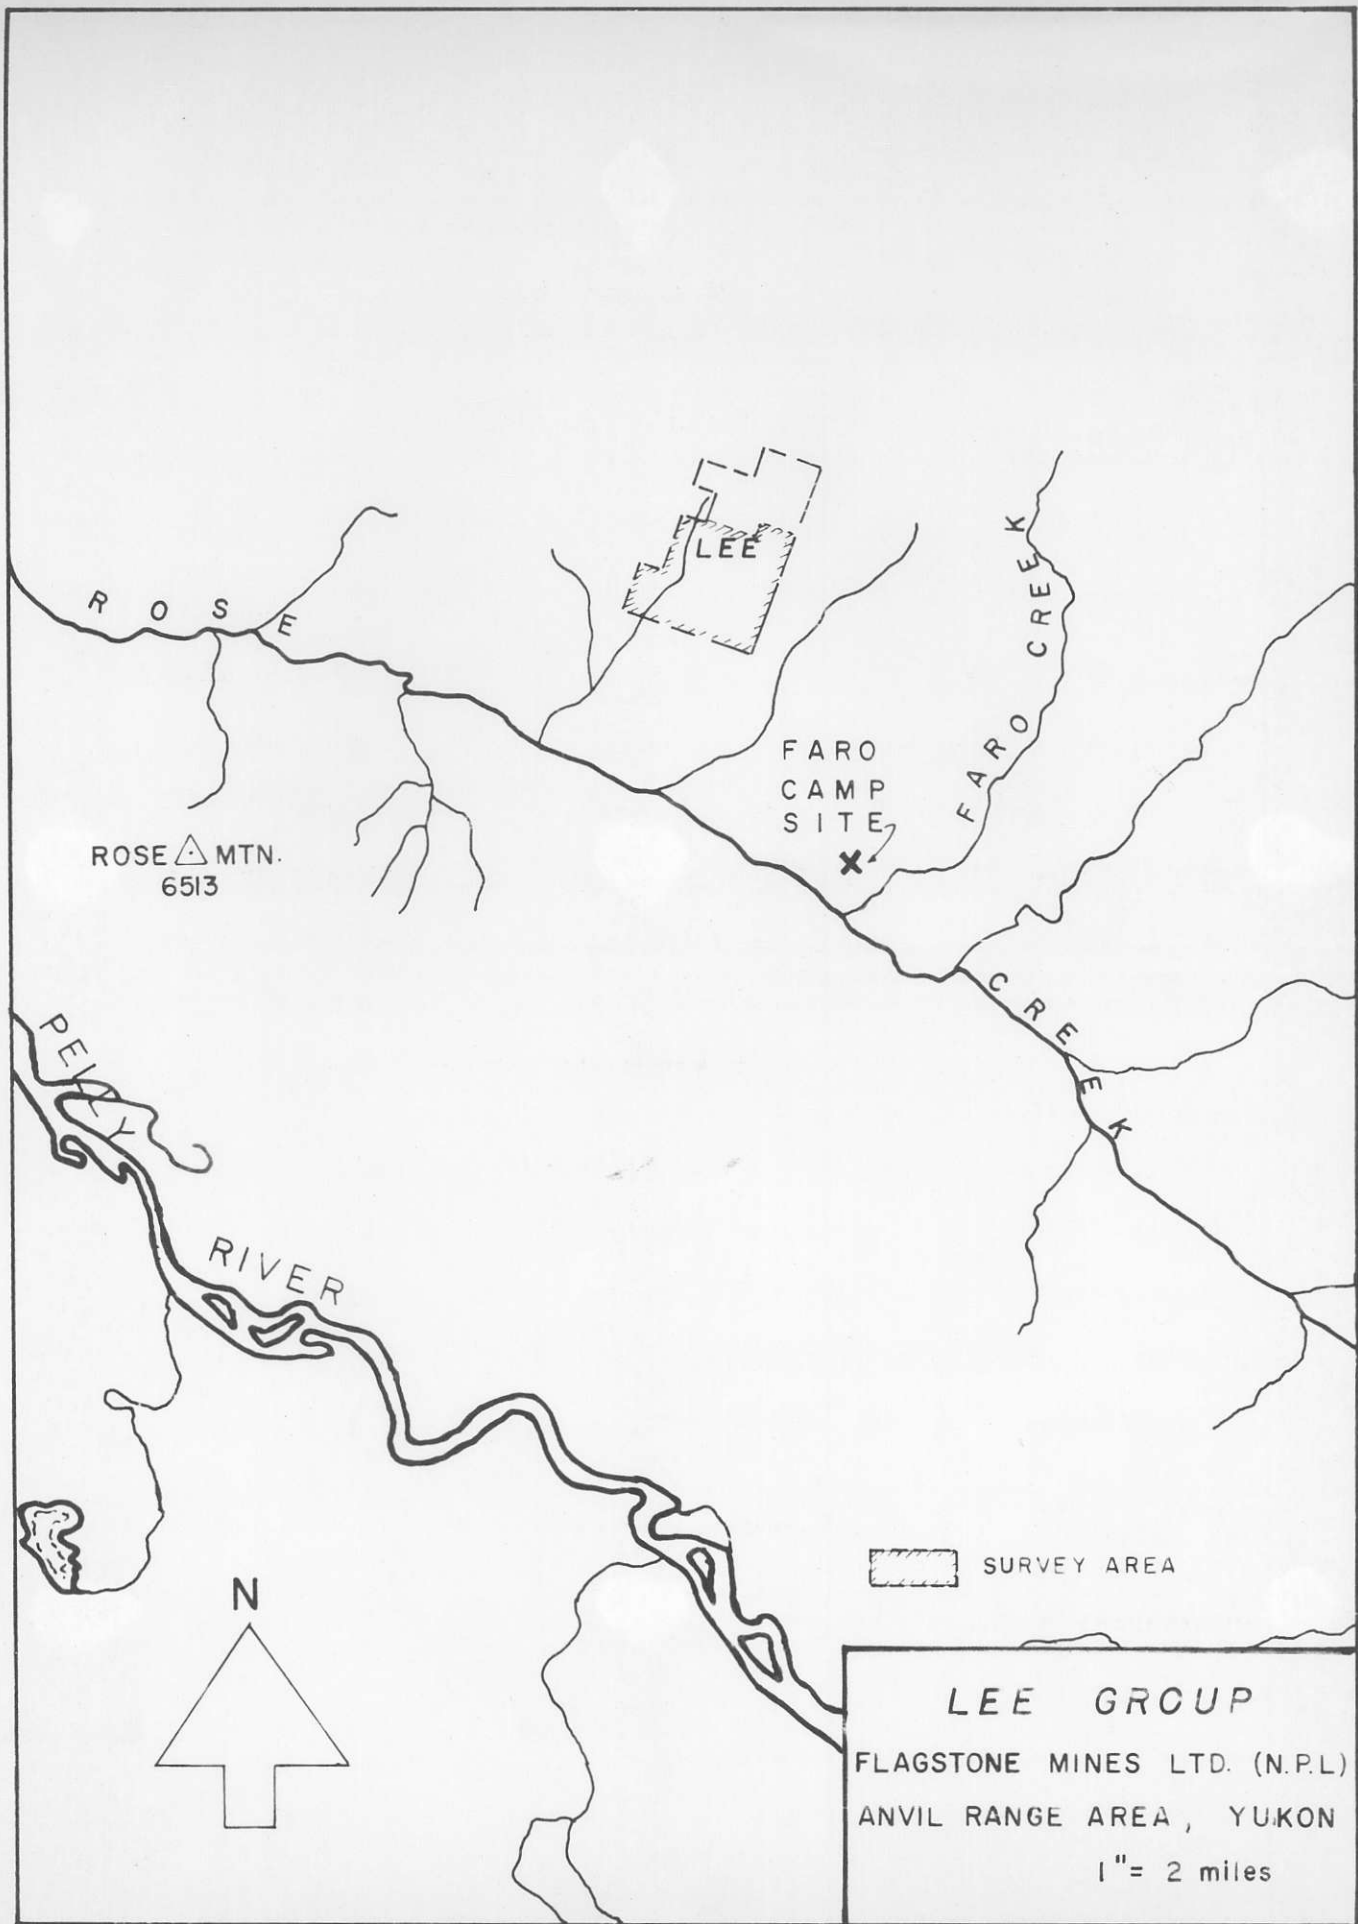 LEE
ROSE
FARO CREEK
FARO
CAMP
SITE
X
ROSE MTN.
6513
CREEK
PELLY
RIVER
SURVEY AREA
N
LEE GROUP
FLAGSTONE MINES LTD. (N.P.L)
ANVIL RANGE AREA, YUKON
1" = 2 miles